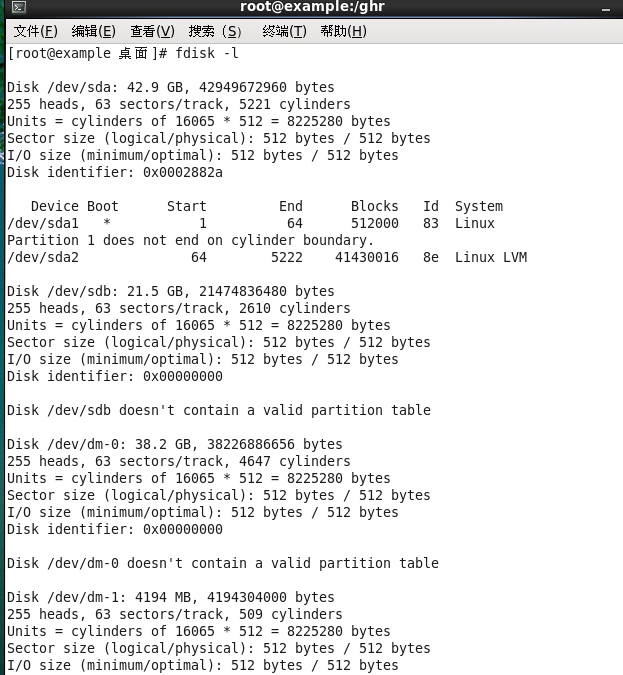 root@example:/ghr
文件(F) 编辑(E) 查看(V) 搜索 (S) 终端(T) 帮助(H)
[root@example 桌面]# fdisk -l
Disk /dev/sda: 42.9 GB, 42949672960 bytes
255 heads, 63 sectors/track, 5221 cylinders
Units = cylinders of 16065 * 512 = 8225280 bytes
Sector size (logical/physical): 512 bytes / 512 bytes
I/O size (minimum/optimal): 512 bytes / 512 bytes
Disk identifier: 0x0002882a
Device Boot Start End Blocks Id System
/dev/sda1 * 1 64 512000 83 Linux
Partition 1 does not end on cylinder boundary.
/dev/sda2 64 5222 41430016 8e Linux LVM
Disk /dev/sdb: 21.5 GB, 21474836480 bytes
255 heads, 63 sectors/track, 2610 cylinders
Units = cylinders of 16065 * 512 = 8225280 bytes
Sector size (logical/physical): 512 bytes / 512 bytes
I/O size (minimum/optimal): 512 bytes / 512 bytes
Disk identifier: 0x00000000
Disk /dev/sdb doesn't contain a valid partition table
Disk /dev/dm-0: 38.2 GB, 38226886656 bytes
255 heads, 63 sectors/track, 4647 cylinders
Units = cylinders of 16065 * 512 = 8225280 bytes
Sector size (logical/physical): 512 bytes / 512 bytes
I/O size (minimum/optimal): 512 bytes / 512 bytes
Disk identifier: 0x00000000
Disk /dev/dm-0 doesn't contain a valid partition table
Disk /dev/dm-1: 4194 MB, 4194304000 bytes
255 heads, 63 sectors/track, 509 cylinders
Units = cylinders of 16065 * 512 = 8225280 bytes
Sector size (logical/physical): 512 bytes / 512 bytes
I/O size (minimum/optimal): 512 bytes / 512 bytes